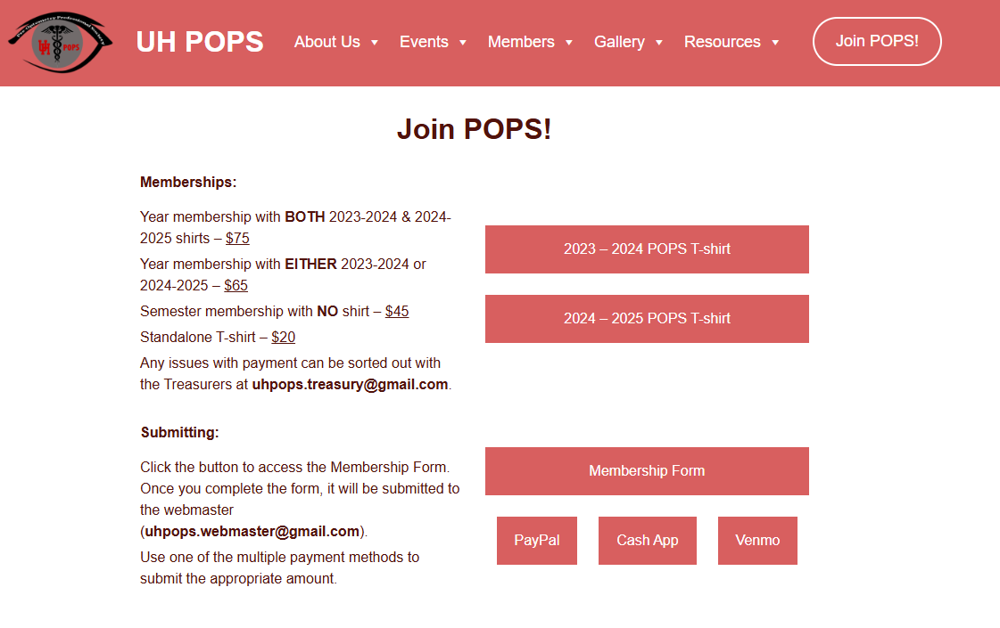 Pre-Optometry Professional Society
UH POPS
UH POPS
About Us
Events
Members
Gallery
Resources
Join POPS!
Join POPS!
Memberships:
Year membership with BOTH 2023-2024 & 2024-
2025 shirts – $75
Year membership with EITHER 2023-2024 or
2024-2025 – $65
Semester membership with NO shirt – $45
Standalone T-shirt – $20
Any issues with payment can be sorted out with
the Treasurers at uhpops.treasury@gmail.com.
2023 – 2024 POPS T-shirt
2024 – 2025 POPS T-shirt
Submitting:
Click the button to access the Membership Form.
Once you complete the form, it will be submitted to
the webmaster
(uhpops.webmaster@gmail.com).
Use one of the multiple payment methods to
submit the appropriate amount.
Membership Form
PayPal
Cash App
Venmo